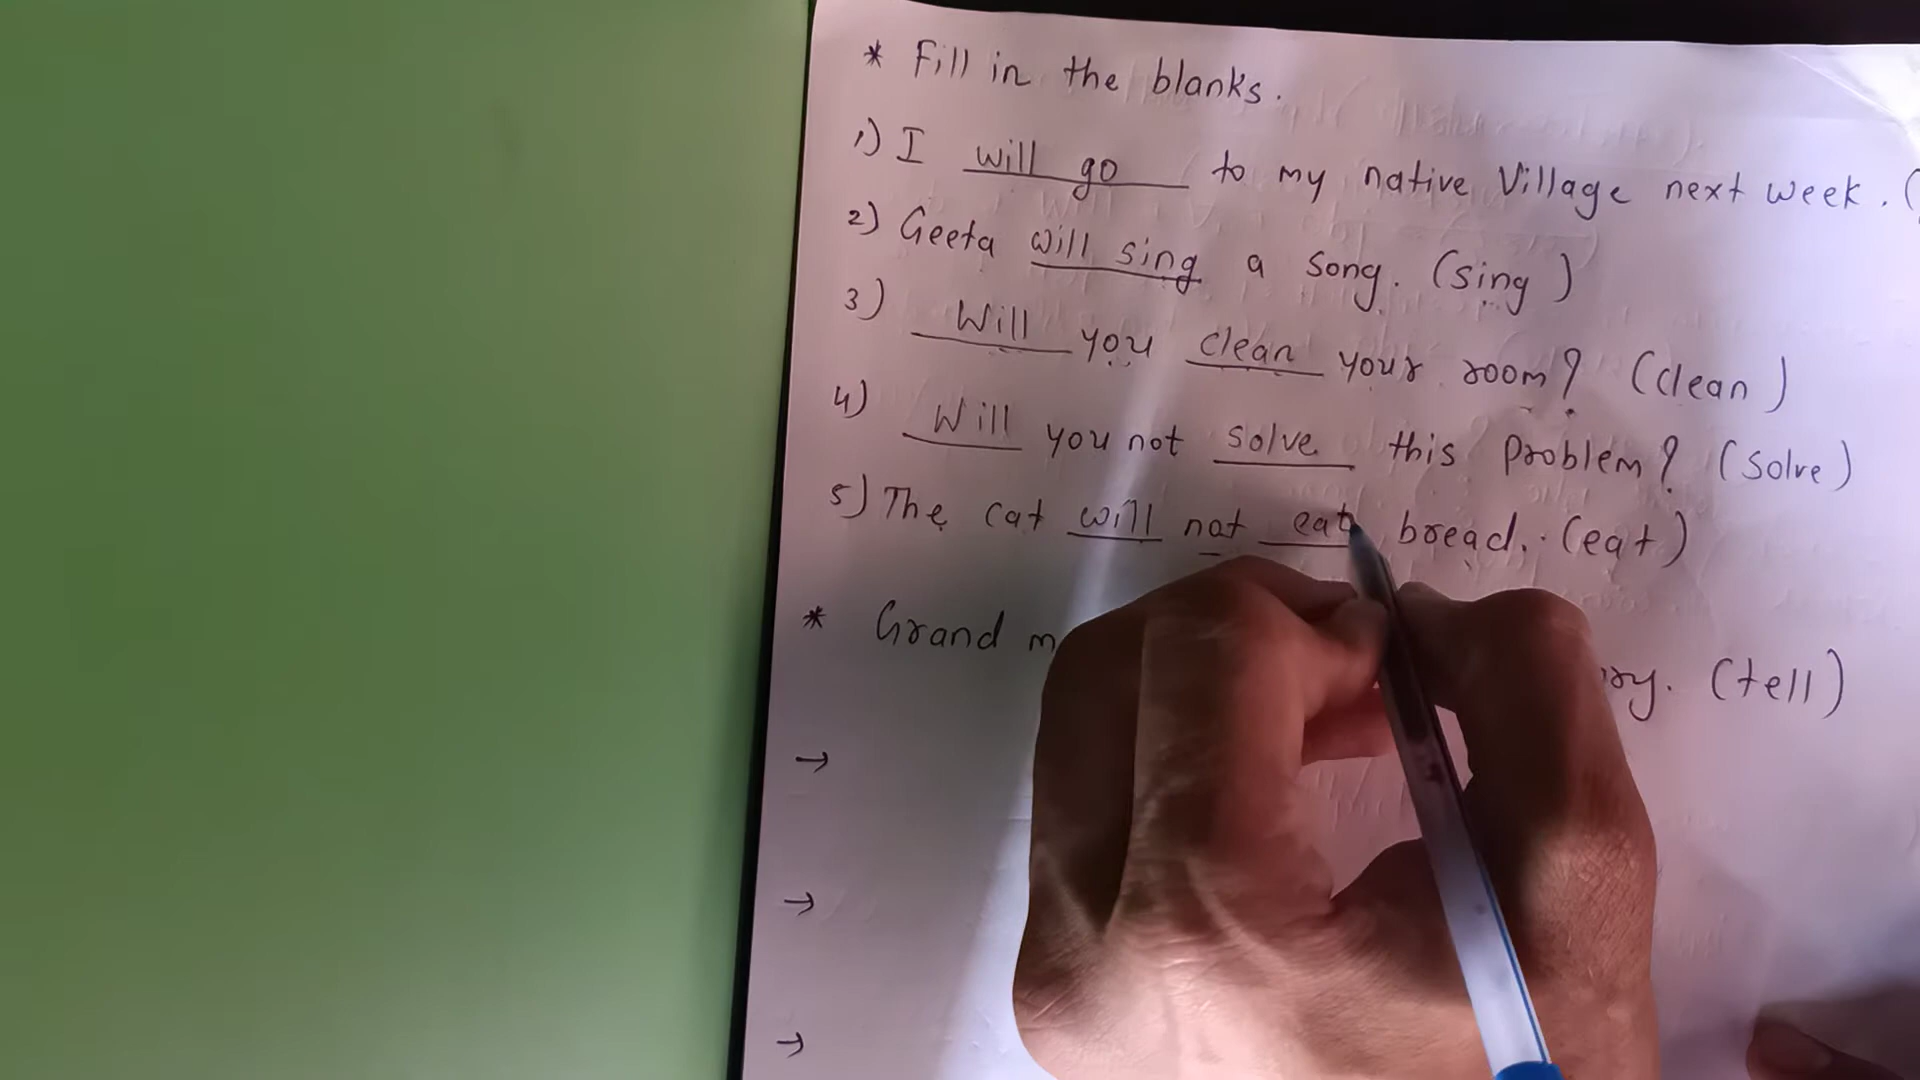 * Fill in the blanks.
1) I will go to my native Village next week. (
2) Geeta will sing a song. (sing)
3) Will you clean your room? (clean)
4) Will you not solve this problem? (solve)
5) The cat will not eat bread. (eat)
* Grand (tell)
→
→
→